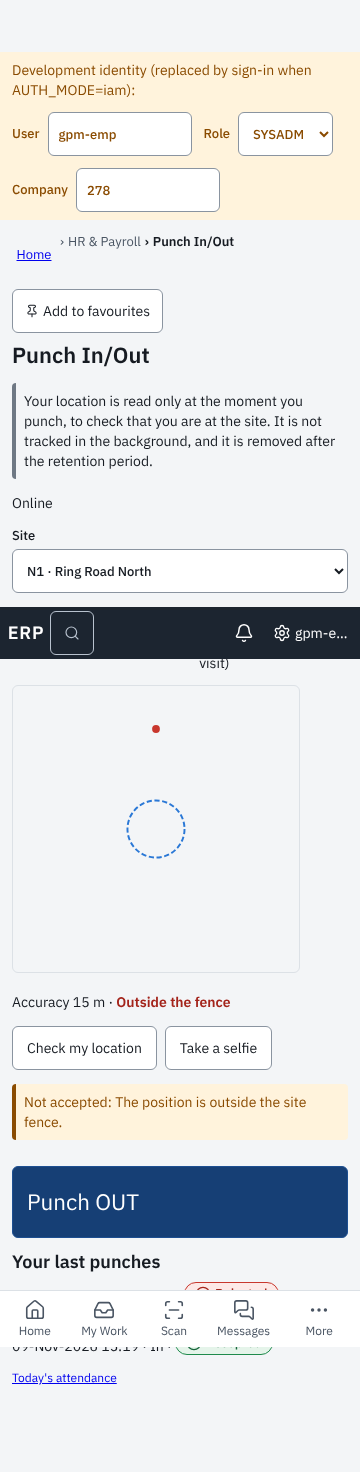 Development identity (replaced by sign-in when
AUTH_MODE=iam):
User gpm-emp Role SYSADM
Company 278
Home › HR & Payroll › Punch In/Out
Add to favourites
Punch In/Out
Your location is read only at the moment you
punch, to check that you are at the site. It is not
tracked in the background, and it is removed after
the retention period.
Online
Site
N1 · Ring Road North
ERP gpm-e...
visit)
Accuracy 15 m · Outside the fence
Check my location Take a selfie
Not accepted: The position is outside the site
fence.
Punch OUT
Your last punches
Home My Work Scan Messages More
Today's attendance